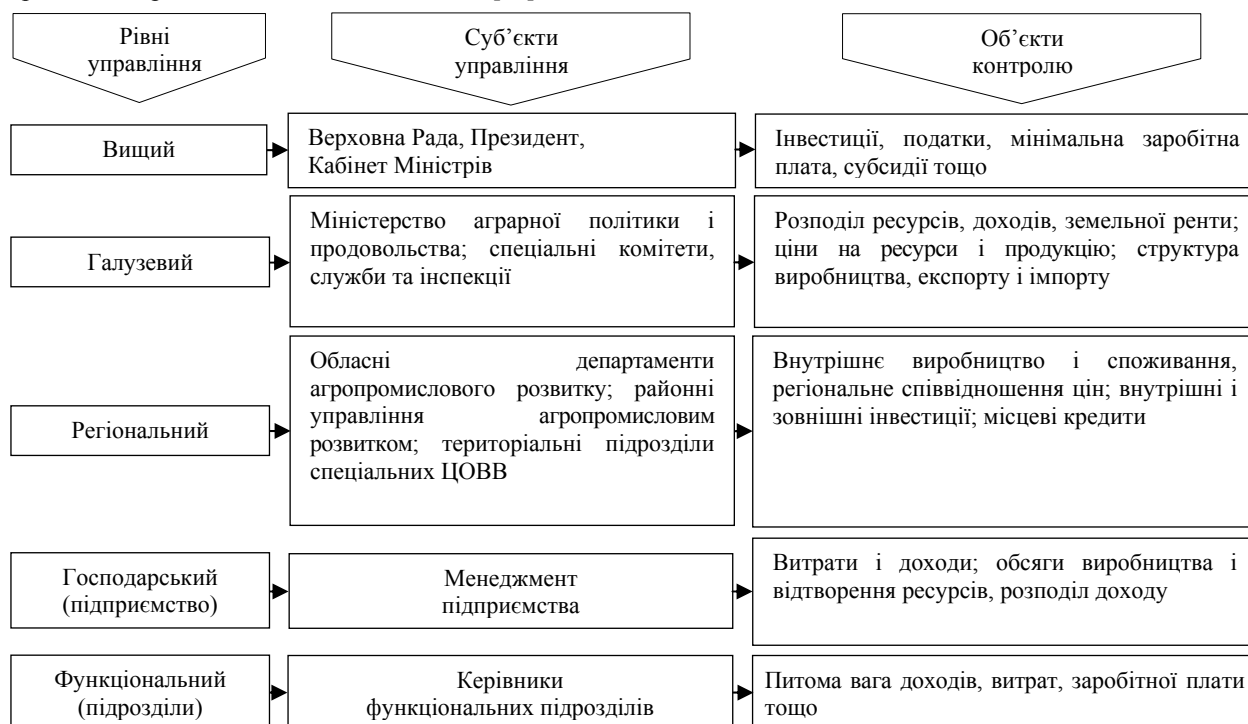 Рівні
управління
Суб’єкти
управління
Об’єкти
контролю
Вищий
Верховна Рада, Президент,
Кабінет Міністрів
Інвестиції, податки, мінімальна заробітна
плата, субсидії тощо
Галузевий
Міністерство аграрної політики і
продовольства; спеціальні комітети,
служби та інспекції
Розподіл ресурсів, доходів, земельної ренти;
ціни на ресурси і продукцію; структура
виробництва, експорту і імпорту
Регіональний
Обласні департаменти
агропромислового розвитку; районні
управління агропромисловим
розвитком; територіальні підрозділи
спеціальних ЦОВВ
Внутрішнє виробництво і споживання,
регіональне співвідношення цін; внутрішні і
зовнішні інвестиції; місцеві кредити
Господарський
(підприємство)
Менеджмент
підприємства
Витрати і доходи; обсяги виробництва і
відтворення ресурсів, розподіл доходу
Функціональний
(підрозділи)
Керівники
функціональних підрозділів
Питома вага доходів, витрат, заробітної плати
тощо